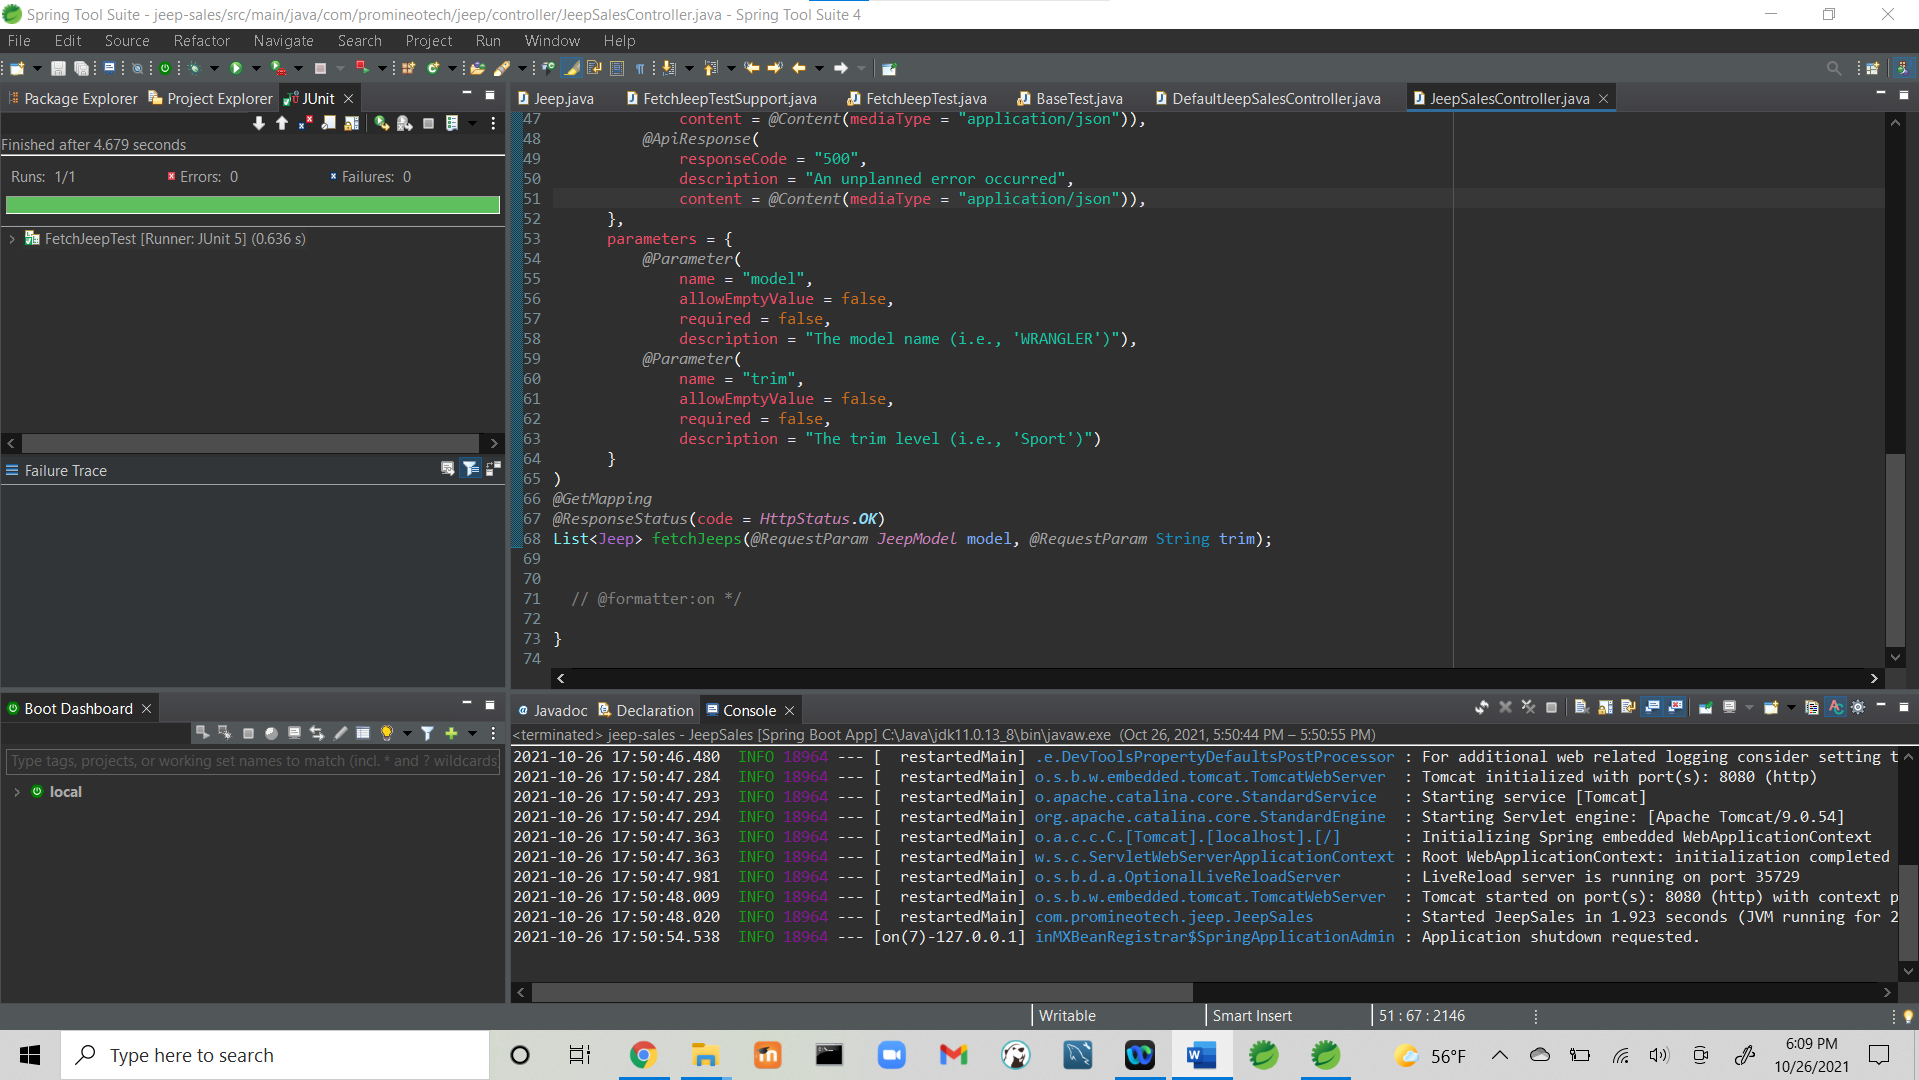 Spring Tool Suite - jeep-sales/src/main/java/com/promineotech/jeep/controller/JeepSalesController.java - Spring Tool Suite 4
File Edit Source Refactor Navigate Search Project Run Window Help
Package Explorer Project Explorer JUnit
Jeep.java FetchJeepTestSupport.java FetchJeepTest.java BaseTest.java DefaultJeepSalesController.java JeepSalesController.java
Finished after 4.679 seconds
Runs: 1/1 Errors: 0 Failures: 0
FetchJeepTest [Runner: JUnit 5] (0.636 s)
Failure Trace
47 content = @Content(mediaType = "application/json")),
48 @ApiResponse(
49 responseCode = "500",
50 description = "An unplanned error occurred",
51 content = @Content(mediaType = "application/json")),
52 },
53 parameters = {
54 @Parameter(
55 name = "model",
56 allowEmptyValue = false,
57 required = false,
58 description = "The model name (i.e., 'WRANGLER')"),
59 @Parameter(
60 name = "trim",
61 allowEmptyValue = false,
62 required = false,
63 description = "The trim level (i.e., 'Sport')")
64 }
65 )
66 @GetMapping
67 @ResponseStatus(code = HttpStatus.OK)
68 List<Jeep> fetchJeeps(@RequestParam JeepModel model, @RequestParam String trim);
69
70
71 // @formatter:on */
72
73 }
74
Boot Dashboard
Type tags, projects, or working set names to match (incl. * and ? wildcards)
local
Javadoc Declaration Console
<terminated> jeep-sales - JeepSales [Spring Boot App] C:\Java\jdk11.0.13_8\bin\javaw.exe (Oct 26, 2021, 5:50:44 PM – 5:50:55 PM)
2021-10-26 17:50:46.480 INFO 18964 --- [ restartedMain] .e.DevToolsPropertyDefaultsPostProcessor : For additional web related logging consider setting t
2021-10-26 17:50:47.284 INFO 18964 --- [ restartedMain] o.s.b.w.embedded.tomcat.TomcatWebServer : Tomcat initialized with port(s): 8080 (http)
2021-10-26 17:50:47.293 INFO 18964 --- [ restartedMain] o.apache.catalina.core.StandardService : Starting service [Tomcat]
2021-10-26 17:50:47.294 INFO 18964 --- [ restartedMain] org.apache.catalina.core.StandardEngine : Starting Servlet engine: [Apache Tomcat/9.0.54]
2021-10-26 17:50:47.363 INFO 18964 --- [ restartedMain] o.a.c.c.C.[Tomcat].[localhost].[/] : Initializing Spring embedded WebApplicationContext
2021-10-26 17:50:47.363 INFO 18964 --- [ restartedMain] w.s.c.ServletWebServerApplicationContext : Root WebApplicationContext: initialization completed
2021-10-26 17:50:47.981 INFO 18964 --- [ restartedMain] o.s.b.d.a.OptionalLiveReloadServer : LiveReload server is running on port 35729
2021-10-26 17:50:48.009 INFO 18964 --- [ restartedMain] o.s.b.w.embedded.tomcat.TomcatWebServer : Tomcat started on port(s): 8080 (http) with context p
2021-10-26 17:50:48.020 INFO 18964 --- [ restartedMain] com.promineotech.jeep.JeepSales : Started JeepSales in 1.923 seconds (JVM running for 2
2021-10-26 17:50:54.538 INFO 18964 --- [on(7)-127.0.0.1] inMXBeanRegistrar$SpringApplicationAdmin : Application shutdown requested.
Writable Smart Insert 51 : 67 : 2146
Type here to search
56°F
6:09 PM
10/26/2021